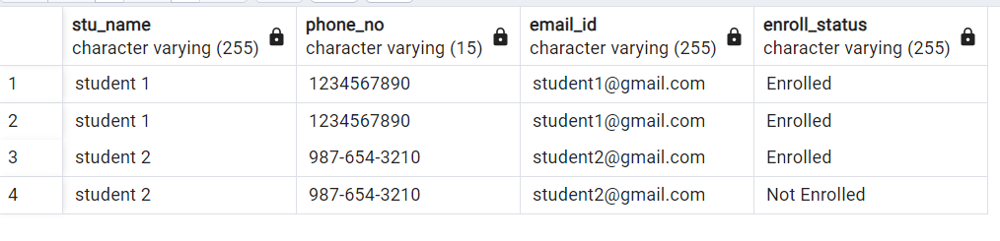 stu_name phone_no email_id enroll_status
character varying (255) character varying (15) character varying (255) character varying (255)
1 student 1 1234567890 student1@gmail.com Enrolled
2 student 1 1234567890 student1@gmail.com Enrolled
3 student 2 987-654-3210 student2@gmail.com Enrolled
4 student 2 987-654-3210 student2@gmail.com Not Enrolled